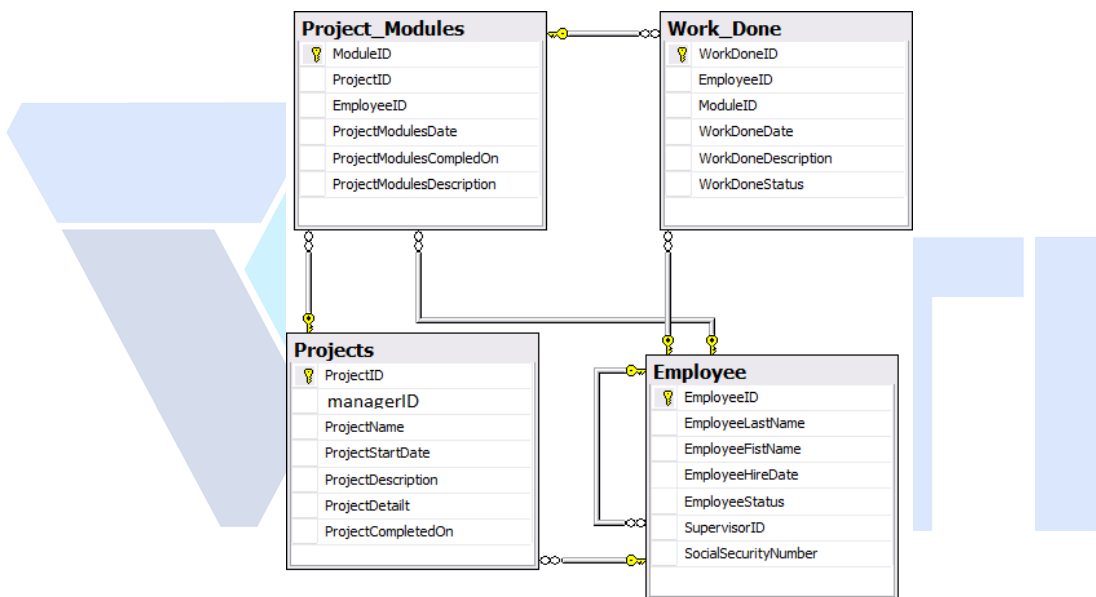 Project_Modules
ModuleID
ProjectID
EmployeeID
ProjectModulesDate
ProjectModulesCompledOn
ProjectModulesDescription
Work_Done
WorkDoneID
EmployeeID
ModuleID
WorkDoneDate
WorkDoneDescription
WorkDoneStatus
Projects
ProjectID
managerID
ProjectName
ProjectStartDate
ProjectDescription
ProjectDetailt
ProjectCompletedOn
Employee
EmployeeID
EmployeeLastName
EmployeeFistName
EmployeeHireDate
EmployeeStatus
SupervisorID
SocialSecurityNumber